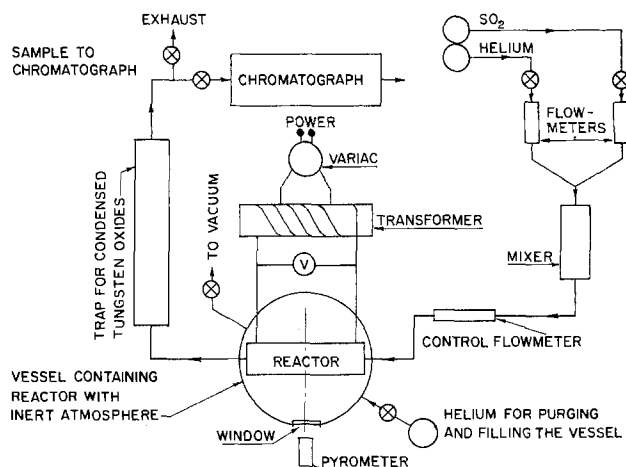 EXHAUST
SAMPLE TO
CHROMATOGRAPH
CHROMATOGRAPH
SO2
HELIUM
FLOW-
METERS
POWER
VARIAC
TRANSFORMER
TO VACUUM
V
TRAP FOR CONDENSED
TUNGSTEN OXIDES
MIXER
CONTROL FLOWMETER
REACTOR
VESSEL CONTAINING
REACTOR WITH
INERT ATMOSPHERE
WINDOW
HELIUM FOR PURGING
AND FILLING THE VESSEL
PYROMETER